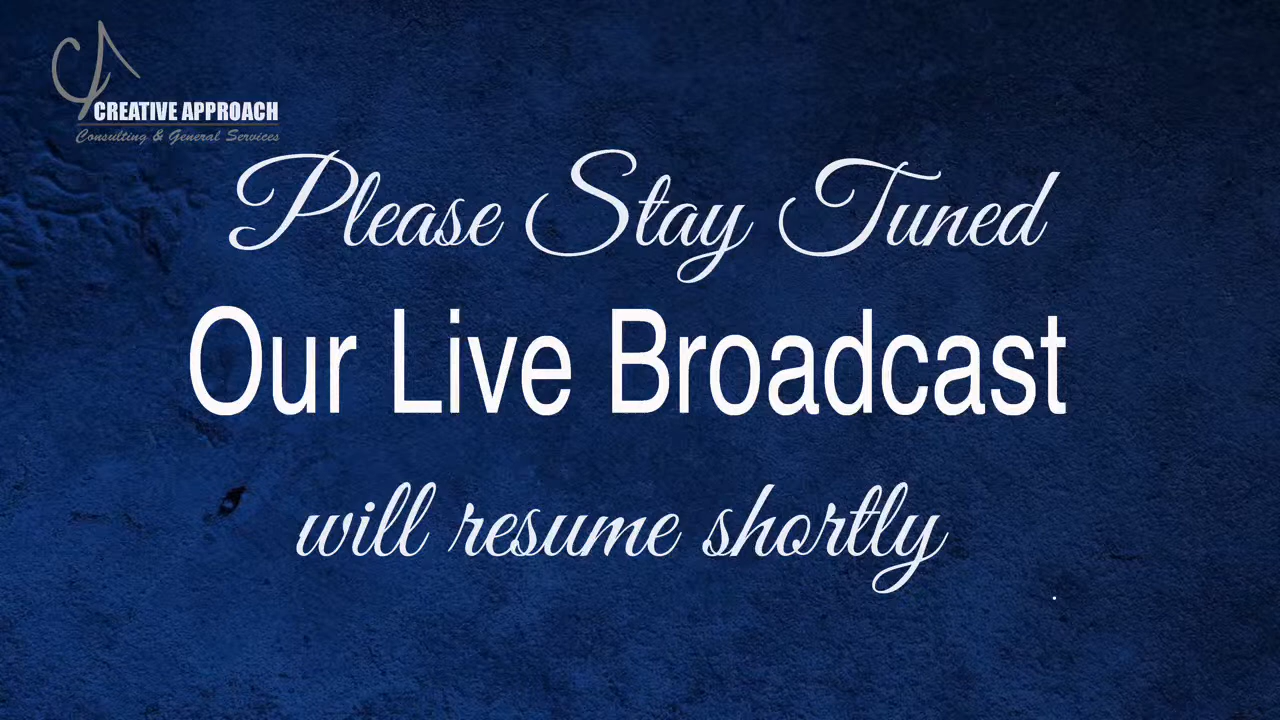 CREATIVE APPROACH
Consulting & General Services
Please Stay Tuned
Our Live Broadcast
will resume shortly
.